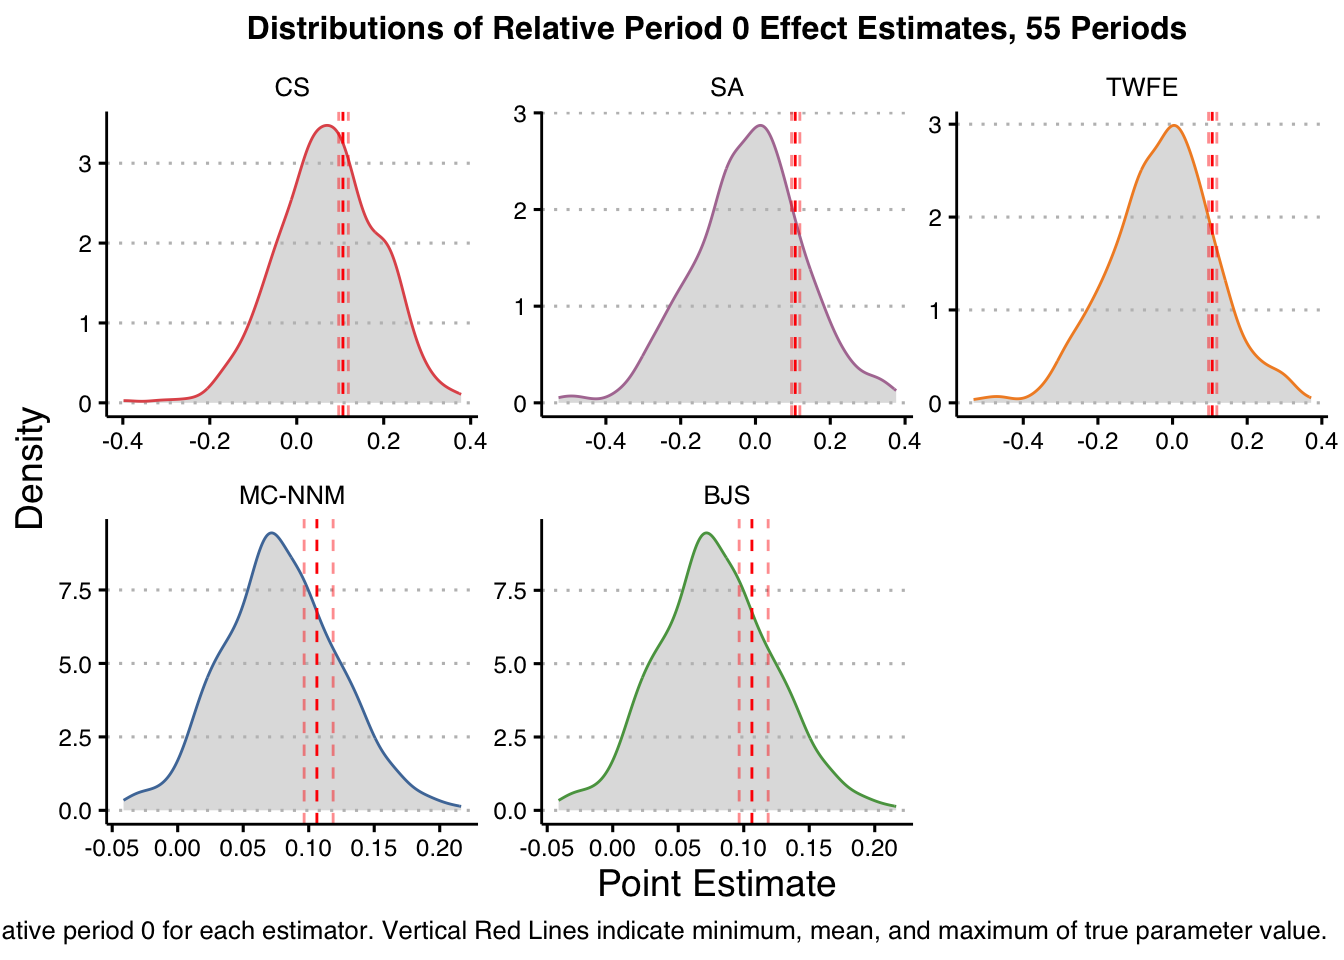 Distributions of Relative Period 0 Effect Estimates, 55 Periods
CS
SA
TWFE
3
2
1
0
-0.4 -0.2 0.0 0.2 0.4
3
2
1
0
-0.4 -0.2 0.0 0.2 0.4
3
2
1
0
-0.4 -0.2 0.0 0.2 0.4
Density
MC-NNM
BJS
7.5
5.0
2.5
0.0
-0.05 0.00 0.05 0.10 0.15 0.20
7.5
5.0
2.5
0.0
-0.05 0.00 0.05 0.10 0.15 0.20
Point Estimate
ative period 0 for each estimator. Vertical Red Lines indicate minimum, mean, and maximum of true parameter value.